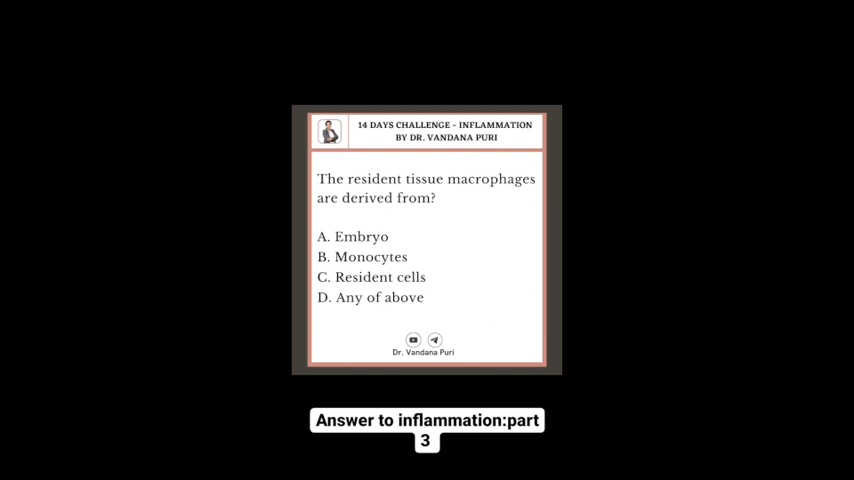 14 DAYS CHALLENGE - INFLAMMATION
BY DR. VANDANA PURI
The resident tissue macrophages
are derived from?
A. Embryo
B. Monocytes
C. Resident cells
D. Any of above
Dr. Vandana Puri
Answer to inflammation:part
3